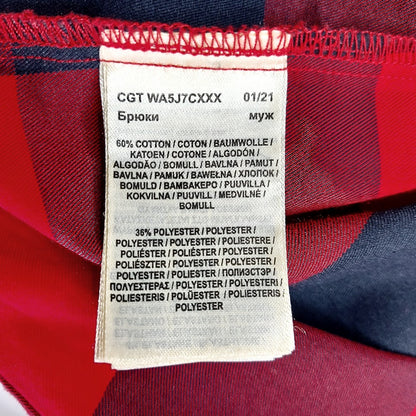 CGT WA5J7CXXX 01/21
Брюки муж
60% COTTON / COTON / BAUMWOLLE /
KATOEN / COTONE / ALGODÓN /
ALGODÃO / BOMULL / BAVLNA / PAMUT /
BAVLNA / PAMUK / BAWEŁNA / ХЛОПОК /
BOMULD / ΒΑΜΒΑΚΕΡΟ / PUUVILLA /
KOKVILNA / PUUVILL / MEDVILNĖ /
BOMULL
36% POLYESTER / POLYESTER /
POLYESTER / POLYESTER / POLIESTERE /
POLIÉSTER / POLIÉSTER / POLYESTER /
POLIÉSZTER / POLYESTER / POLYESTER /
POLIESTER / POLYESTER / ПОЛИЭСТЭР /
ΠΟΛΥΕΣΤΕΡΑΣ / POLYESTER / POLYESTERI /
POLIESTERIS / POLÜESTER / POLIESTERIS /
POLYESTER